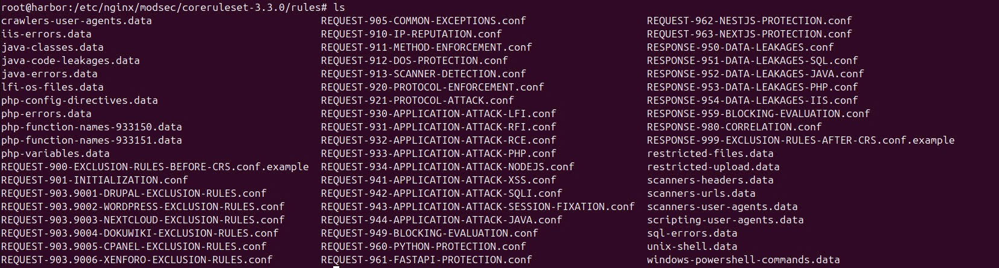 root@harbor:/etc/nginx/modsec/coreruleset-3.3.0/rules# ls
crawlers-user-agents.data REQUEST-905-COMMON-EXCEPTIONS.conf REQUEST-962-NESTJS-PROTECTION.conf
iis-errors.data REQUEST-910-IP-REPUTATION.conf REQUEST-963-NEXTJS-PROTECTION.conf
java-classes.data REQUEST-911-METHOD-ENFORCEMENT.conf RESPONSE-950-DATA-LEAKAGES.conf
java-code-leakages.data REQUEST-912-DOS-PROTECTION.conf RESPONSE-951-DATA-LEAKAGES-SQL.conf
java-errors.data REQUEST-913-SCANNER-DETECTION.conf RESPONSE-952-DATA-LEAKAGES-JAVA.conf
lfi-os-files.data REQUEST-920-PROTOCOL-ENFORCEMENT.conf RESPONSE-953-DATA-LEAKAGES-PHP.conf
php-config-directives.data REQUEST-921-PROTOCOL-ATTACK.conf RESPONSE-954-DATA-LEAKAGES-IIS.conf
php-errors.data REQUEST-930-APPLICATION-ATTACK-LFI.conf RESPONSE-959-BLOCKING-EVALUATION.conf
php-function-names-933150.data REQUEST-931-APPLICATION-ATTACK-RFI.conf RESPONSE-980-CORRELATION.conf
php-function-names-933151.data REQUEST-932-APPLICATION-ATTACK-RCE.conf RESPONSE-999-EXCLUSION-RULES-AFTER-CRS.conf.example
php-variables.data REQUEST-933-APPLICATION-ATTACK-PHP.conf restricted-files.data
REQUEST-900-EXCLUSION-RULES-BEFORE-CRS.conf.example REQUEST-934-APPLICATION-ATTACK-NODEJS.conf restricted-upload.data
REQUEST-901-INITIALIZATION.conf REQUEST-941-APPLICATION-ATTACK-XSS.conf scanners-headers.data
REQUEST-903.9001-DRUPAL-EXCLUSION-RULES.conf REQUEST-942-APPLICATION-ATTACK-SQLI.conf scanners-urls.data
REQUEST-903.9002-WORDPRESS-EXCLUSION-RULES.conf REQUEST-943-APPLICATION-ATTACK-SESSION-FIXATION.conf scanners-user-agents.data
REQUEST-903.9003-NEXTCLOUD-EXCLUSION-RULES.conf REQUEST-944-APPLICATION-ATTACK-JAVA.conf scripting-user-agents.data
REQUEST-903.9004-DOKUWIKI-EXCLUSION-RULES.conf REQUEST-949-BLOCKING-EVALUATION.conf sql-errors.data
REQUEST-903.9005-CPANEL-EXCLUSION-RULES.conf REQUEST-960-PYTHON-PROTECTION.conf unix-shell.data
REQUEST-903.9006-XENFORO-EXCLUSION-RULES.conf REQUEST-961-FASTAPI-PROTECTION.conf windows-powershell-commands.data